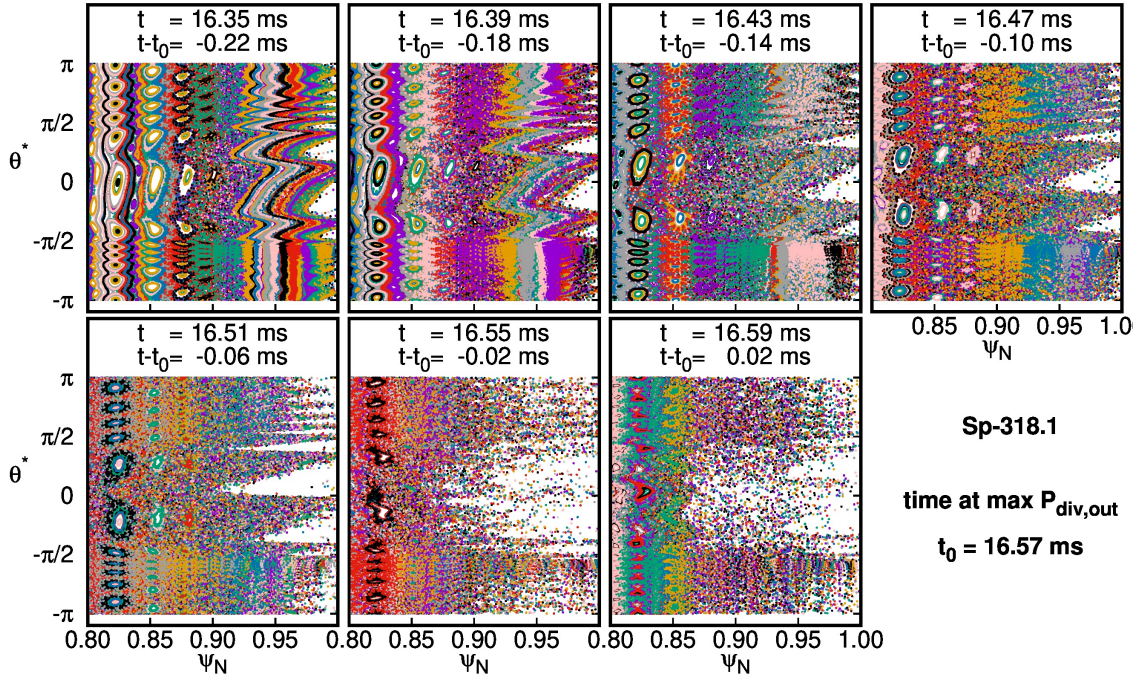 t = 16.35 ms
t-t0= -0.22 ms
t = 16.39 ms
t-t0= -0.18 ms
t = 16.43 ms
t-t0= -0.14 ms
t = 16.47 ms
t-t0= -0.10 ms
π
π/2
θ*
0
-π/2
-π
0.85 0.90 0.95 1.0
ψN
t = 16.51 ms
t-t0= -0.06 ms
t = 16.55 ms
t-t0= -0.02 ms
t = 16.59 ms
t-t0= 0.02 ms
π
π/2
θ*
0
-π/2
-π
0.80 0.85 0.90 0.95 0.80 0.85 0.90 0.95 0.80 0.85 0.90 0.95 1.00
ψN ψN ψN
Sp-318.1
time at max Pdiv,out
t0 = 16.57 ms